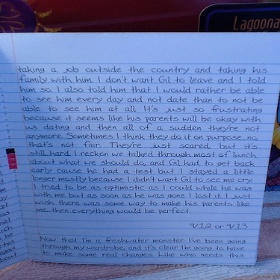 Lagoona
taking a job outside the country and taking his
family with him. I don't want Gil to leave and I told
him so. I also told him that I would rather be able
to see him every day and not date than to not be
able to see him at all. It's just so frustrating
because it seems like his parents will be okay with
us dating and then all of a sudden they're not
anymore. Sometimes I think they do it on purpose so
that's not fair. They're just scared but it's
still hard. I reckon we talked through most of lunch
about what we should do, and Gil had to get back
early cause he had a test but I stayed a little
longer mostly because I didn't want Gil to see me cry.
I tried to be as optimistic as I could while he was
with me but as soon as he was gone I lost it. I just
wish there was some way to make his parents like
me then everything would be perfect.
Now that I'm a freshwater monster I've been going
through my wardrobe and it's clear I'm going to have
to make some real changes. Like who needs this